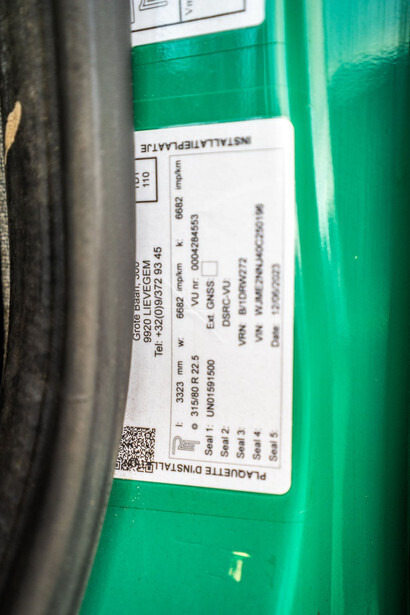 INSTALLATIEPLAATJE
110
Grote Baan, 300
9920 LIEVEGEM
Tel: +32(0)9/372 93 45
l: 3323 mm w: 6682 imp/km k: 6682 imp/km
315/80 R 22.5 VU nr: 0004284553
Seal 1: UN01591500 Ext. GNSS
Seal 2: DSRC-VU:
Seal 3: VRN: B/1DRW272
Seal 4: VIN: WJME2NNJ40C250196
Seal 5 Date: 12/06/2023
PLAQUETTE D'INSTALL